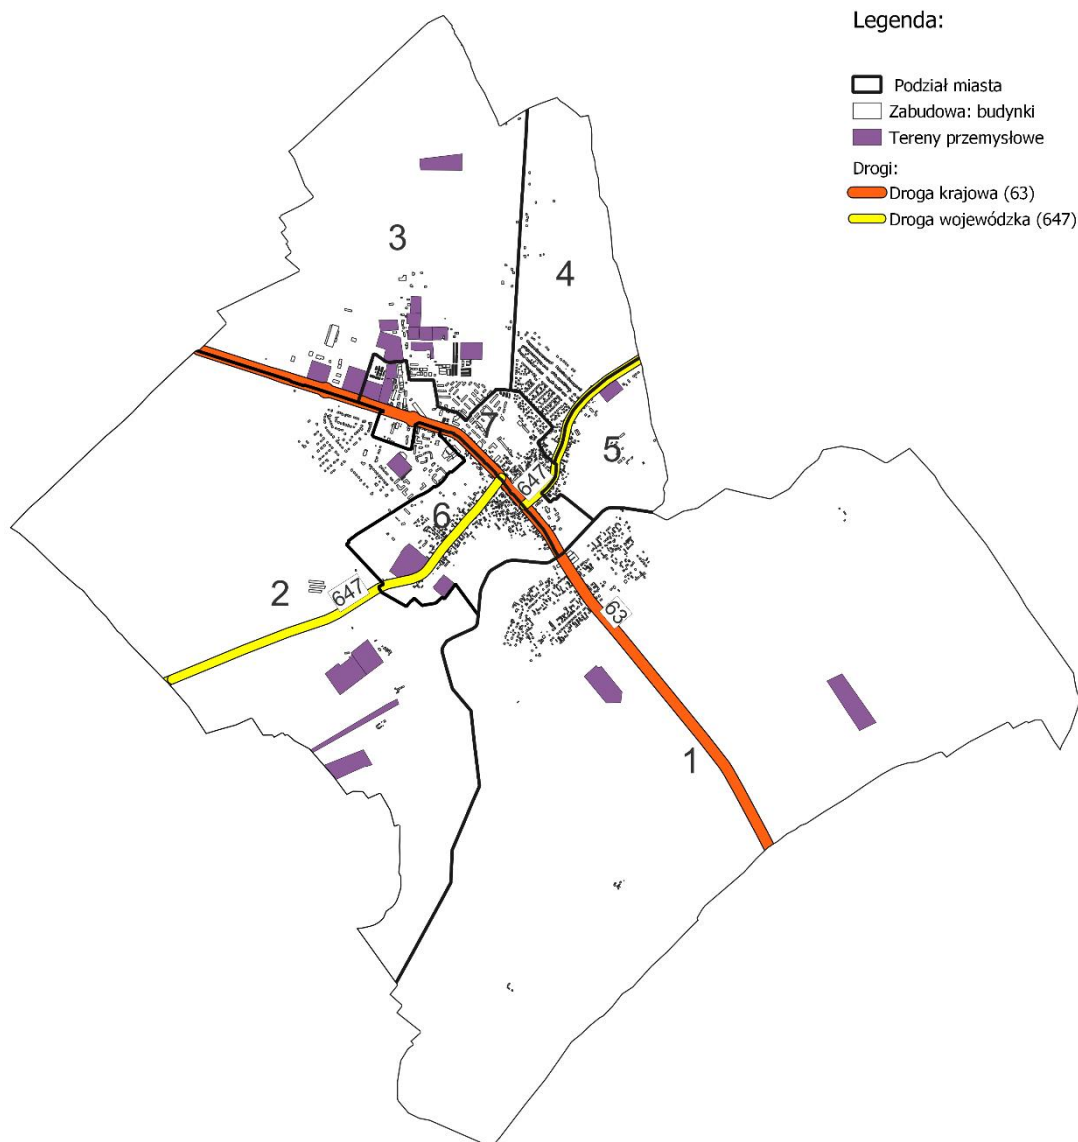 Legenda:
Podział miasta
Zabudowa: budynki
Tereny przemysłowe
Drogi:
Droga krajowa (63)
Droga wojewódzka (647)
3
4
7
5
647
6
2
647
63
1